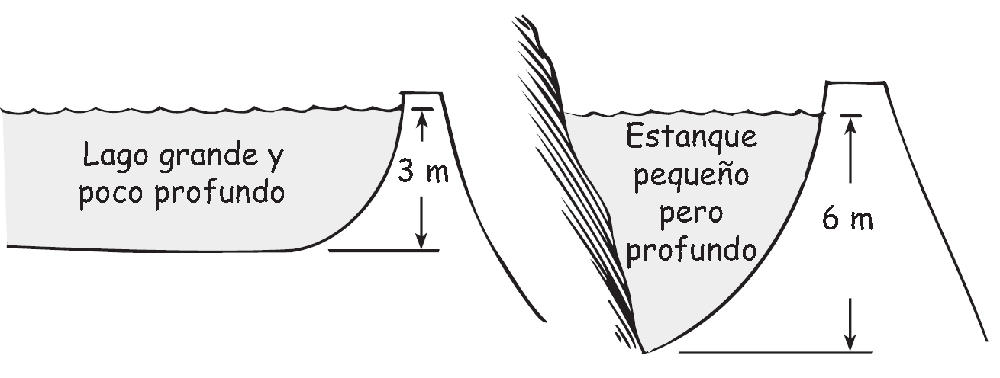 Lago grande y
poco profundo
3 m
Estanque
pequeño
pero
profundo
6 m